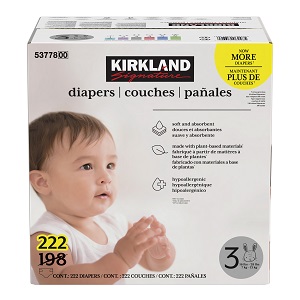 5377800
KIRKLAND
Signature
NOW
MORE
DIAPERS
MAINTENANT
PLUS DE
COUCHES
diapers | couches | pañales
soft and absorbent
douces et absorbantes
suave y absorbente
made with plant-based materials
fabriqué à partir de matières à
base de plantes
fabricado con materiales a base
de plantas
hypoallergenic
hypoallergénique
hipoalergénico
3
222
198
CONT.: 222 DIAPERS / CONT.: 222 COUCHES / CONT.: 222 PAÑALES